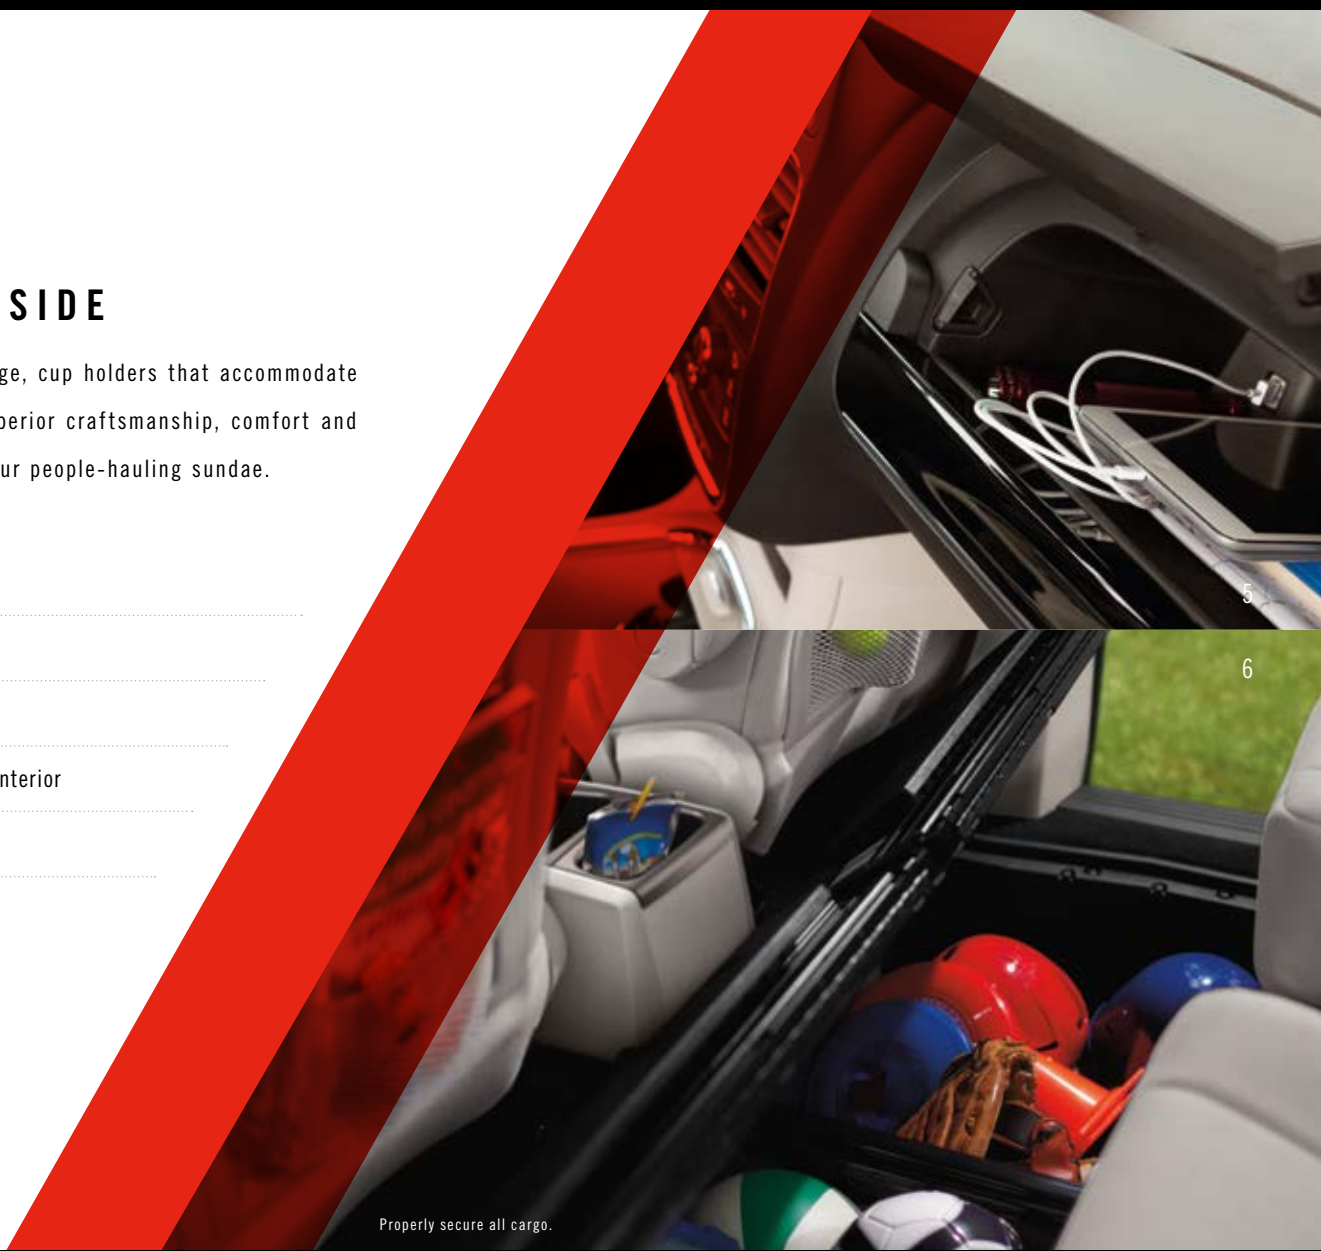 SIDE
ge, cup holders that accommodate
perior craftsmanship, comfort and
ur people-hauling sundae.
nterior
5
6
Properly secure all cargo.